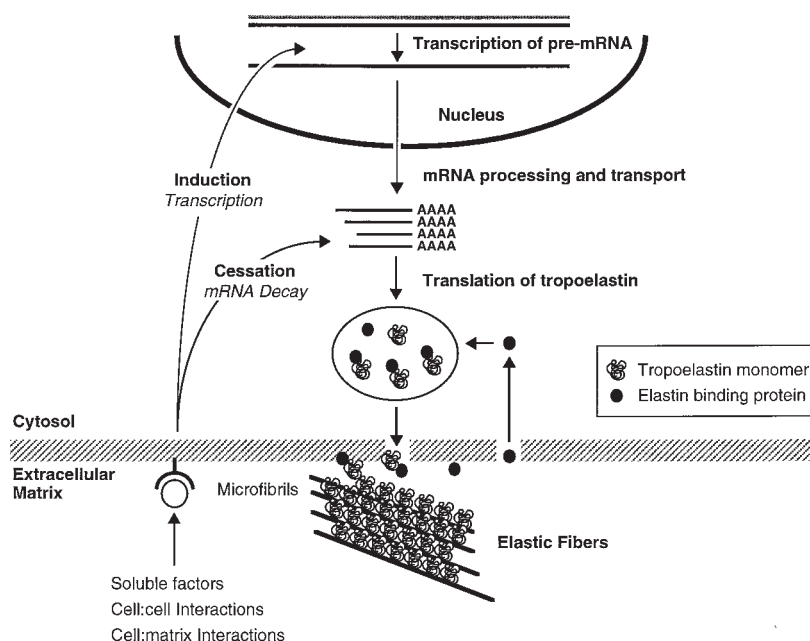 Transcription of pre-mRNA
Nucleus
mRNA processing and transport
Induction
Transcription
AAAA
AAAA
AAAA
AAAA
Cessation
mRNA Decay
Translation of tropoelastin
Tropoelastin monomer
Elastin binding protein
Cytosol
Extracellular
Matrix
Microfibrils
Elastic Fibers
Soluble factors
Cell:cell Interactions
Cell:matrix Interactions